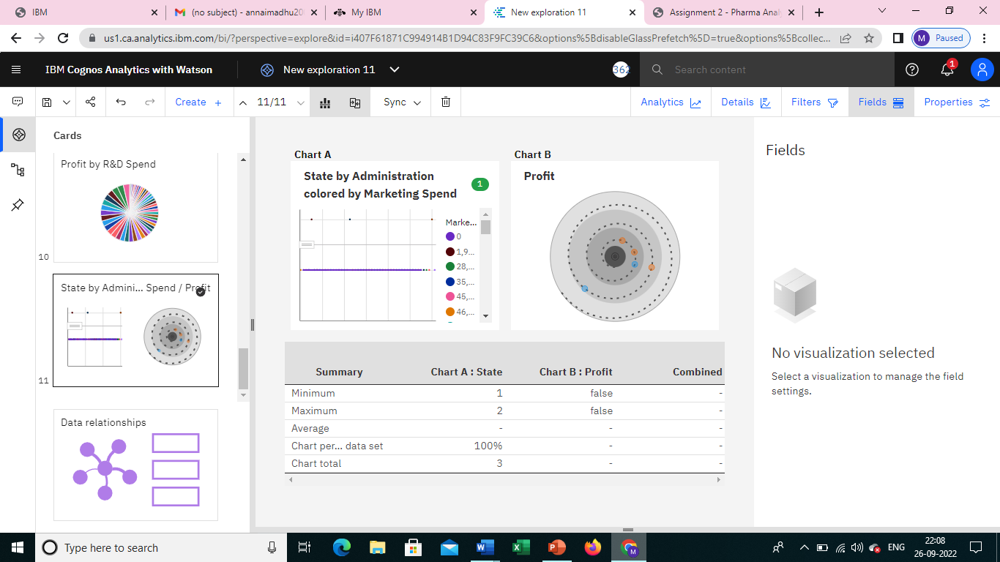 IBM
(no subject) - annaimadhu20
My IBM
New exploration 11
Assignment 2 - Pharma Anal
us1.ca.analytics.ibm.com/bi/?perspective=explore&id=i407F61871C994914B1D94C83F9FC39C6&options%5BdisableGlassPrefetch%5D=true&options%5Bcollec...
M
Paused
IBM Cognos Analytics with Watson
New exploration 11
362
Search content
1
Create +
11/11
Sync
Analytics
Details
Filters
Fields
Properties
Cards
Profit by R&D Spend
10
State by Admini... Spend / Profit
11
Data relationships
Chart A
State by Administration
colored by Marketing Spend
1
Marke...
0
1,9...
28,...
35,...
45,...
46,...
Chart B
Profit
Summary Chart A : State Chart B : Profit Combined
Minimum 1 false -
Maximum 2 false -
Average - - -
Chart per... data set 100% - -
Chart total 3 - -
Fields
No visualization selected
Select a visualization to manage the field
settings.
Type here to search
M
ENG
22:08
26-09-2022